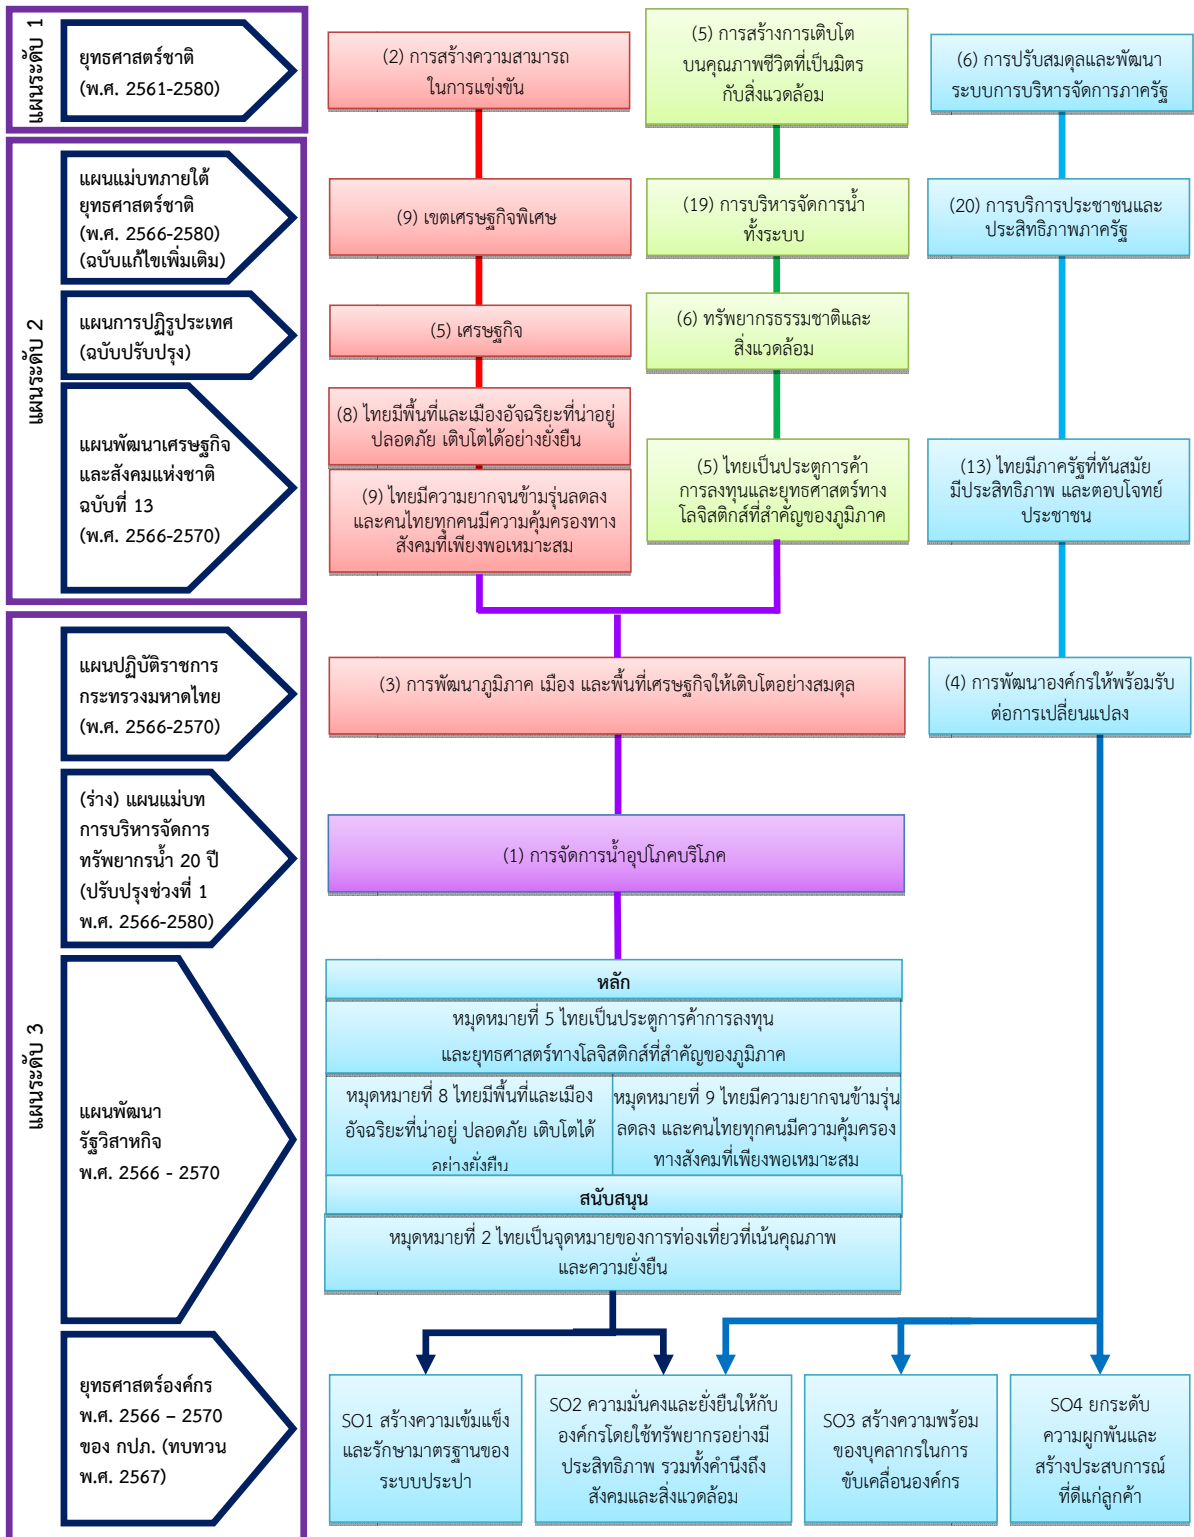 แผนระดับ 1
ยุทธศาสตร์ชาติ
(พ.ศ. 2561-2580)
(2) การสร้างความสามารถ
ในการแข่งขัน
(5) การสร้างการเติบโต
บนคุณภาพชีวิตที่เป็นมิตร
กับสิ่งแวดล้อม
(6) การปรับสมดุลและพัฒนา
ระบบการบริหารจัดการภาครัฐ
แผนระดับ 2
แผนแม่บทภายใต้
ยุทธศาสตร์ชาติ
(พ.ศ. 2566-2580)
(ฉบับแก้ไขเพิ่มเติม)
(9) เขตเศรษฐกิจพิเศษ
(19) การบริหารจัดการน้ำ
ทั้งระบบ
(20) การบริการประชาชนและ
ประสิทธิภาพภาครัฐ
แผนการปฏิรูประเทศ
(ฉบับปรับปรุง)
(5) เศรษฐกิจ
(6) ทรัพยากรธรรมชาติและ
สิ่งแวดล้อม
แผนพัฒนาเศรษฐกิจ
และสังคมแห่งชาติ
ฉบับที่ 13
(พ.ศ. 2566-2570)
(8) ไทยมีพื้นที่และเมืองอัจฉริยะที่น่าอยู่
ปลอดภัย เติบโตได้อย่างยั่งยืน
(9) ไทยมีความยากจนข้ามรุ่นลดลง
และคนไทยทุกคนมีความคุ้มครองทาง
สังคมที่เพียงพอเหมาะสม
(5) ไทยเป็นประตูการค้า
การลงทุนและยุทธศาสตร์ทาง
โลจิสติกส์ที่สำคัญของภูมิภาค
(13) ไทยมีภาครัฐที่ทันสมัย
มีประสิทธิภาพ และตอบโจทย์
ประชาชน
แผนระดับ 3
แผนปฏิบัติราชการ
กระทรวงมหาดไทย
(พ.ศ. 2566-2570)
(3) การพัฒนาภูมิภาค เมือง และพื้นที่เศรษฐกิจให้เติบโตอย่างสมดุล
(4) การพัฒนาองค์กรให้พร้อมรับ
ต่อการเปลี่ยนแปลง
(ร่าง) แผนแม่บท
การบริหารจัดการ
ทรัพยากรน้ำ 20 ปี
(ปรับปรุงช่วงที่ 1
พ.ศ. 2566-2580)
(1) การจัดการน้ำอุปโภคบริโภค
แผนพัฒนา
รัฐวิสาหกิจ
พ.ศ. 2566 - 2570
หลัก
หมุดหมายที่ 5 ไทยเป็นประตูการค้าการลงทุน
และยุทธศาสตร์ทางโลจิสติกส์ที่สำคัญของภูมิภาค
หมุดหมายที่ 8 ไทยมีพื้นที่และเมือง
อัจฉริยะที่น่าอยู่ ปลอดภัย เติบโตได้
อย่างยั่งยืน
หมุดหมายที่ 9 ไทยมีความยากจนข้ามรุ่น
ลดลง และคนไทยทุกคนมีความคุ้มครอง
ทางสังคมที่เพียงพอเหมาะสม
สนับสนุน
หมุดหมายที่ 2 ไทยเป็นจุดหมายของการท่องเที่ยวที่เน้นคุณภาพ
และความยั่งยืน
ยุทธศาสตร์องค์กร
พ.ศ. 2566 – 2570
ของ กปภ. (ทบทวน
พ.ศ. 2567)
SO1 สร้างความเข้มแข็ง
และรักษามาตรฐานของ
ระบบประปา
SO2 ความมั่นคงและยั่งยืนให้กับ
องค์กรโดยใช้ทรัพยากรอย่างมี
ประสิทธิภาพ รวมทั้งคำนึงถึง
สังคมและสิ่งแวดล้อม
SO3 สร้างความพร้อม
ของบุคลากรในการ
ขับเคลื่อนองค์กร
SO4 ยกระดับ
ความผูกพันและ
สร้างประสบการณ์
ที่ดีแก่ลูกค้า